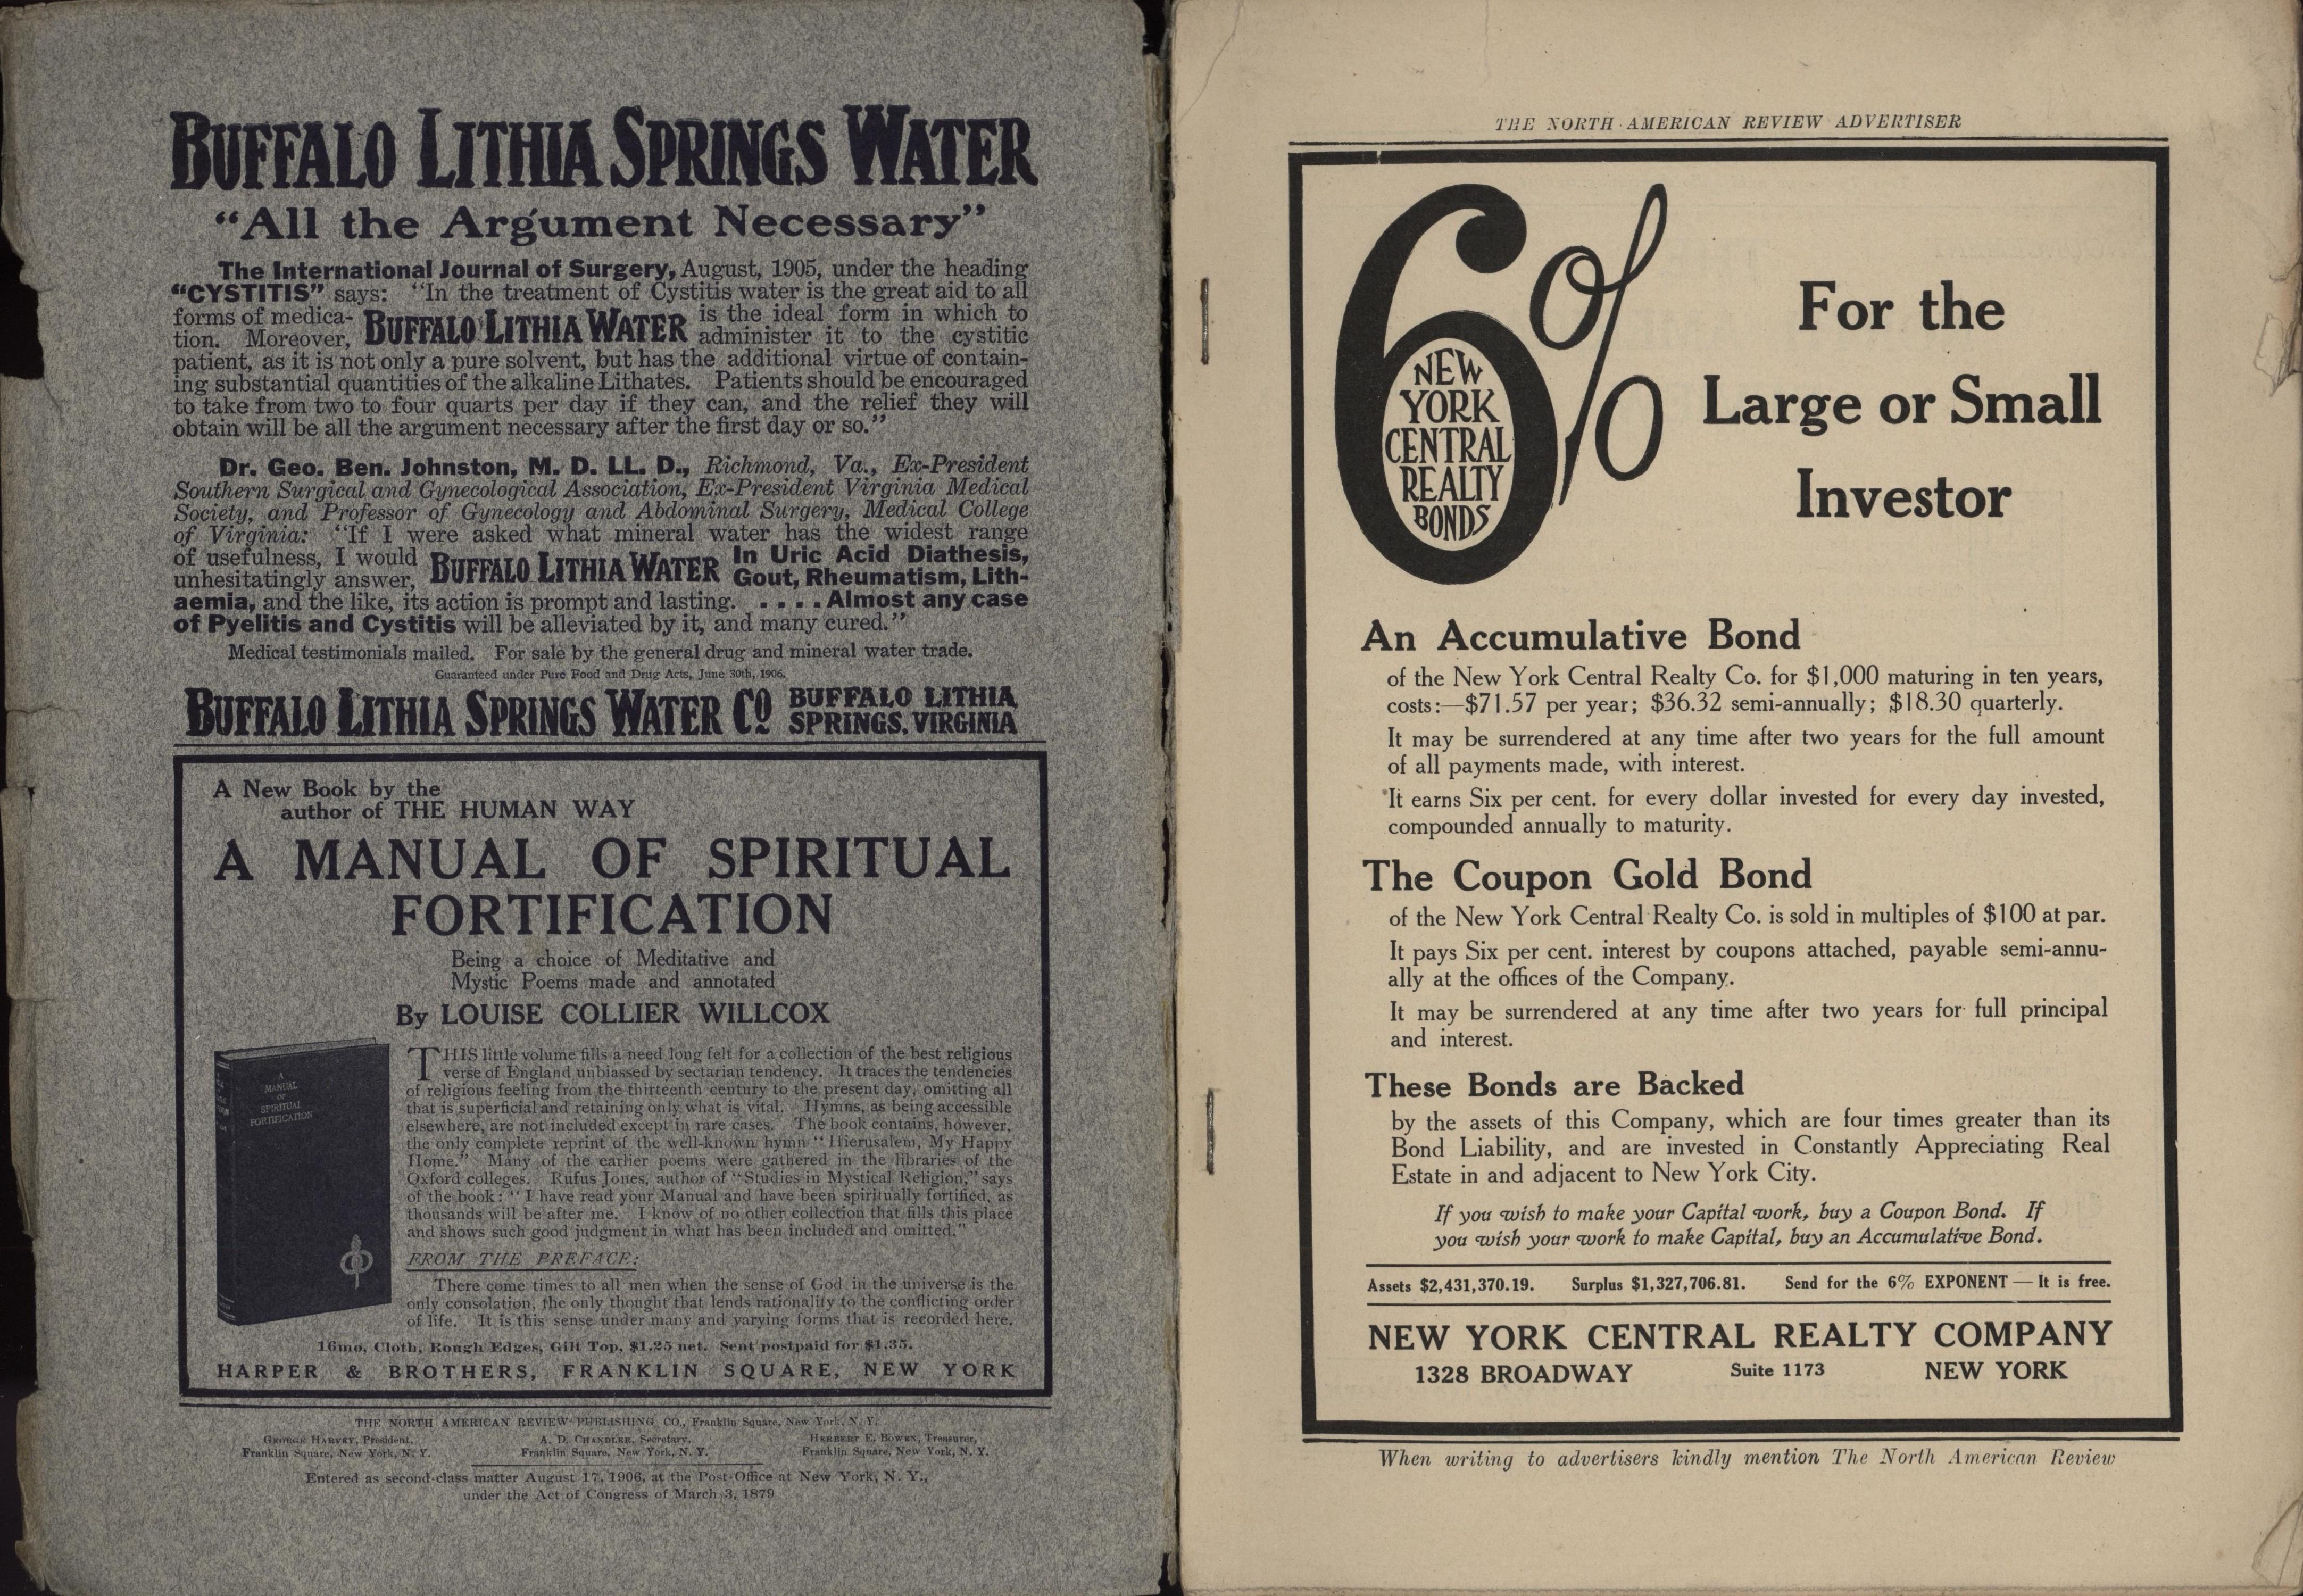 BUFFALO LITHIA SPRINGS WATER
“All the Argument Necessary”
The International Journal of Surgery, August, 1905, under the heading
“CYSTITIS” says: “In the treatment of Cystitis water is the great aid to all
forms of medica- BUFFALO LITHIA WATER is the ideal form in which to
tion. Moreover, administer it to the cystitic
patient, as it is not only a pure solvent, but has the additional virtue of contain-
ing substantial quantities of the alkaline Lithates. Patients should be encouraged
to take from two to four quarts per day if they can, and the relief they will
obtain will be all the argument necessary after the first day or so.”
Dr. Geo. Ben. Johnston, M. D. LL. D., Richmond, Va., Ex-President
Southern Surgical and Gynecological Association, Ex-President Virginia Medical
Society, and Professor of Gynecology and Abdominal Surgery, Medical College
of Virginia: “If I were asked what mineral water has the widest range
of usefulness, I would BUFFALO LITHIA WATER In Uric Acid Diathesis,
unhesitatingly answer, Gout, Rheumatism, Lith-
aemia, and the like, its action is prompt and lasting. . . . . Almost any case
of Pyelitis and Cystitis will be alleviated by it, and many cured.”
Medical testimonials mailed. For sale by the general drug and mineral water trade.
Guaranteed under Pure Food and Drug Acts, June 30th, 1906.
BUFFALO LITHIA SPRINGS WATER CO BUFFALO LITHIA
SPRINGS, VIRGINIA
A New Book by the
author of THE HUMAN WAY
A MANUAL OF SPIRITUAL
FORTIFICATION
Being a choice of Meditative and
Mystic Poems made and annotated
By LOUISE COLLIER WILLCOX
A
MANUAL
OF
SPIRITUAL
FORTIFICATION
THIS little volume fills a need long felt for a collection of the best religious
verse of England unbiassed by sectarian tendency. It traces the tendencies
of religious feeling from the thirteenth century to the present day, omitting all
that is superficial and retaining only what is vital. Hymns, as being accessible
elsewhere, are not included except in rare cases. The book contains, however,
the only complete reprint of the well-known hymn “Hierusalem, My Happy
Home.” Many of the earlier poems were gathered in the libraries of the
Oxford colleges. Rufus Jones, author of “Studies in Mystical Religion,” says
of the book: “I have read your Manual and have been spiritually fortified, as
thousands will be after me. I know of no other collection that fills this place
and shows such good judgment in what has been included and omitted.”
FROM THE PREFACE:
There come times to all men when the sense of God in the universe is the
only consolation, the only thought that lends rationality to the conflicting order
of life. It is this sense under many and varying forms that is recorded here.
16mo, Cloth, Rough Edges, Gilt Top, $1.25 net. Sent postpaid for $1.35.
HARPER & BROTHERS, FRANKLIN SQUARE, NEW YORK
THE NORTH AMERICAN REVIEW PUBLISHING CO., Franklin Square, New York, N. Y.
GEORGE HARVEY, President, A. D. CHANDLER, Secretary, HERBERT E. BOWEN, Treasurer,
Franklin Square, New York, N. Y. Franklin Square, New York, N. Y. Franklin Square, New York, N. Y.
Entered as second-class matter August 17, 1906, at the Post-Office at New York, N. Y.,
under the Act of Congress of March 3, 1879
THE NORTH AMERICAN REVIEW ADVERTISER
6%
NEW
YORK
CENTRAL
REALTY
BONDS
For the
Large or Small
Investor
An Accumulative Bond
of the New York Central Realty Co. for $1,000 maturing in ten years,
costs:—$71.57 per year; $36.32 semi-annually; $18.30 quarterly.
It may be surrendered at any time after two years for the full amount
of all payments made, with interest.
It earns Six per cent. for every dollar invested for every day invested,
compounded annually to maturity.
The Coupon Gold Bond
of the New York Central Realty Co. is sold in multiples of $100 at par.
It pays Six per cent. interest by coupons attached, payable semi-annu-
ally at the offices of the Company.
It may be surrendered at any time after two years for full principal
and interest.
These Bonds are Backed
by the assets of this Company, which are four times greater than its
Bond Liability, and are invested in Constantly Appreciating Real
Estate in and adjacent to New York City.
If you wish to make your Capital work, buy a Coupon Bond. If
you wish your work to make Capital, buy an Accumulative Bond.
Assets $2,431,370.19. Surplus $1,327,706.81. Send for the 6% EXPONENT — It is free.
NEW YORK CENTRAL REALTY COMPANY
1328 BROADWAY Suite 1173 NEW YORK
When writing to advertisers kindly mention The North American Review